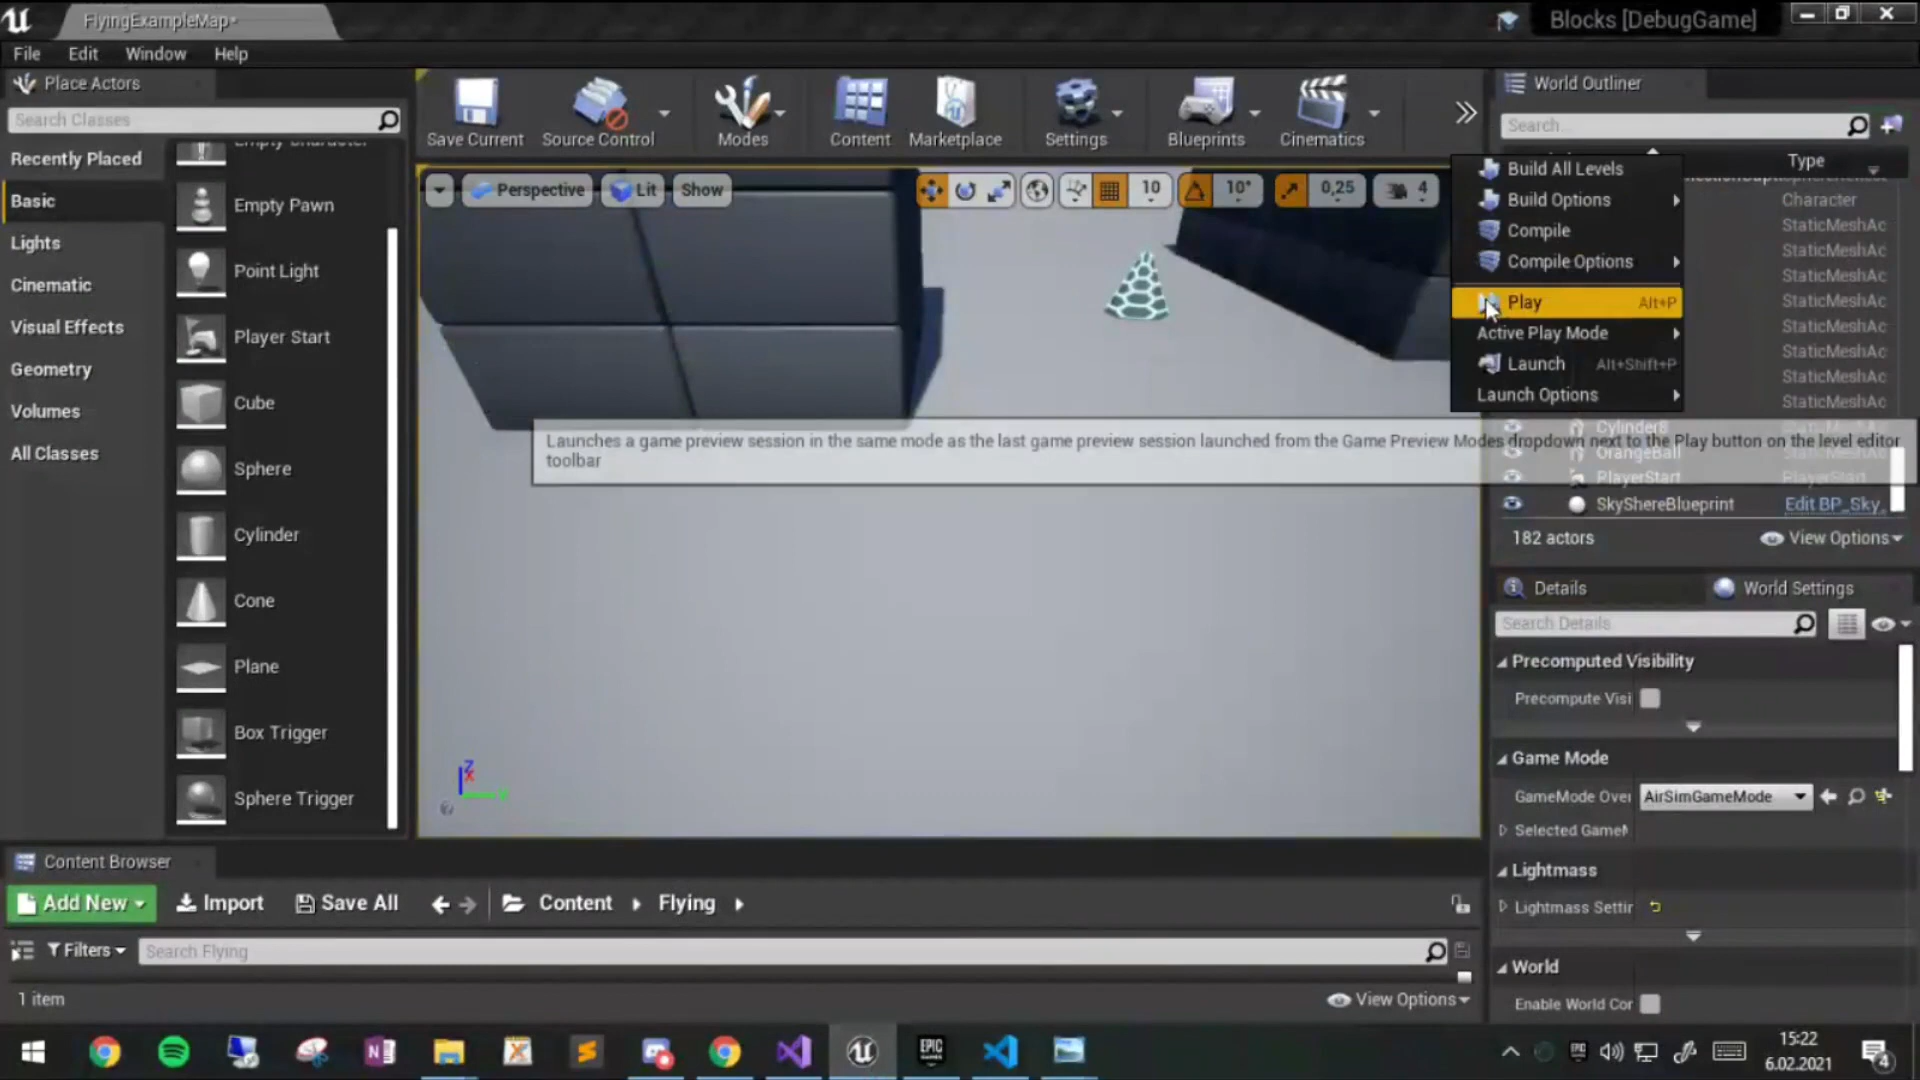 FlyingExampleMap*
Blocks [DebugGame]
File Edit Window Help
Place Actors
Search Classes
Recently Placed
Basic
Lights
Cinematic
Visual Effects
Geometry
Volumes
All Classes
Empty Character
Empty Pawn
Point Light
Player Start
Cube
Sphere
Cylinder
Cone
Plane
Box Trigger
Sphere Trigger
Save Current
Source Control
Modes
Content
Marketplace
Settings
Blueprints
Cinematics
Perspective
Lit
Show
10
10°
0,25
4
Build All Levels
Build Options
Compile
Compile Options
Play Alt+P
Active Play Mode
Launch Alt+Shift+P
Launch Options
Launches a game preview session in the same mode as the last game preview session launched from the Game Preview Modes dropdown next to the Play button on the level editor
toolbar
World Outliner
Search...
Type
Character
StaticMeshAc
StaticMeshAc
StaticMeshAc
StaticMeshAc
StaticMeshAc
StaticMeshAc
StaticMeshAc
StaticMeshAc
Cylinder8
OrangeBall StaticMeshAc
PlayerStart PlayerStart
SkyShereBlueprint Edit BP_Sky_
182 actors
View Options
Details
World Settings
Search Details
Precomputed Visibility
Precompute Visi
Game Mode
GameMode Over
AirSimGameMode
Selected GameM
Lightmass
Lightmass Settir
World
Enable World Cor
Content Browser
Add New
Import
Save All
Content
Flying
Filters
Search Flying
1 item
View Options
Z
X
N
EPIC
GAMES
15:22
6.02.2021
4